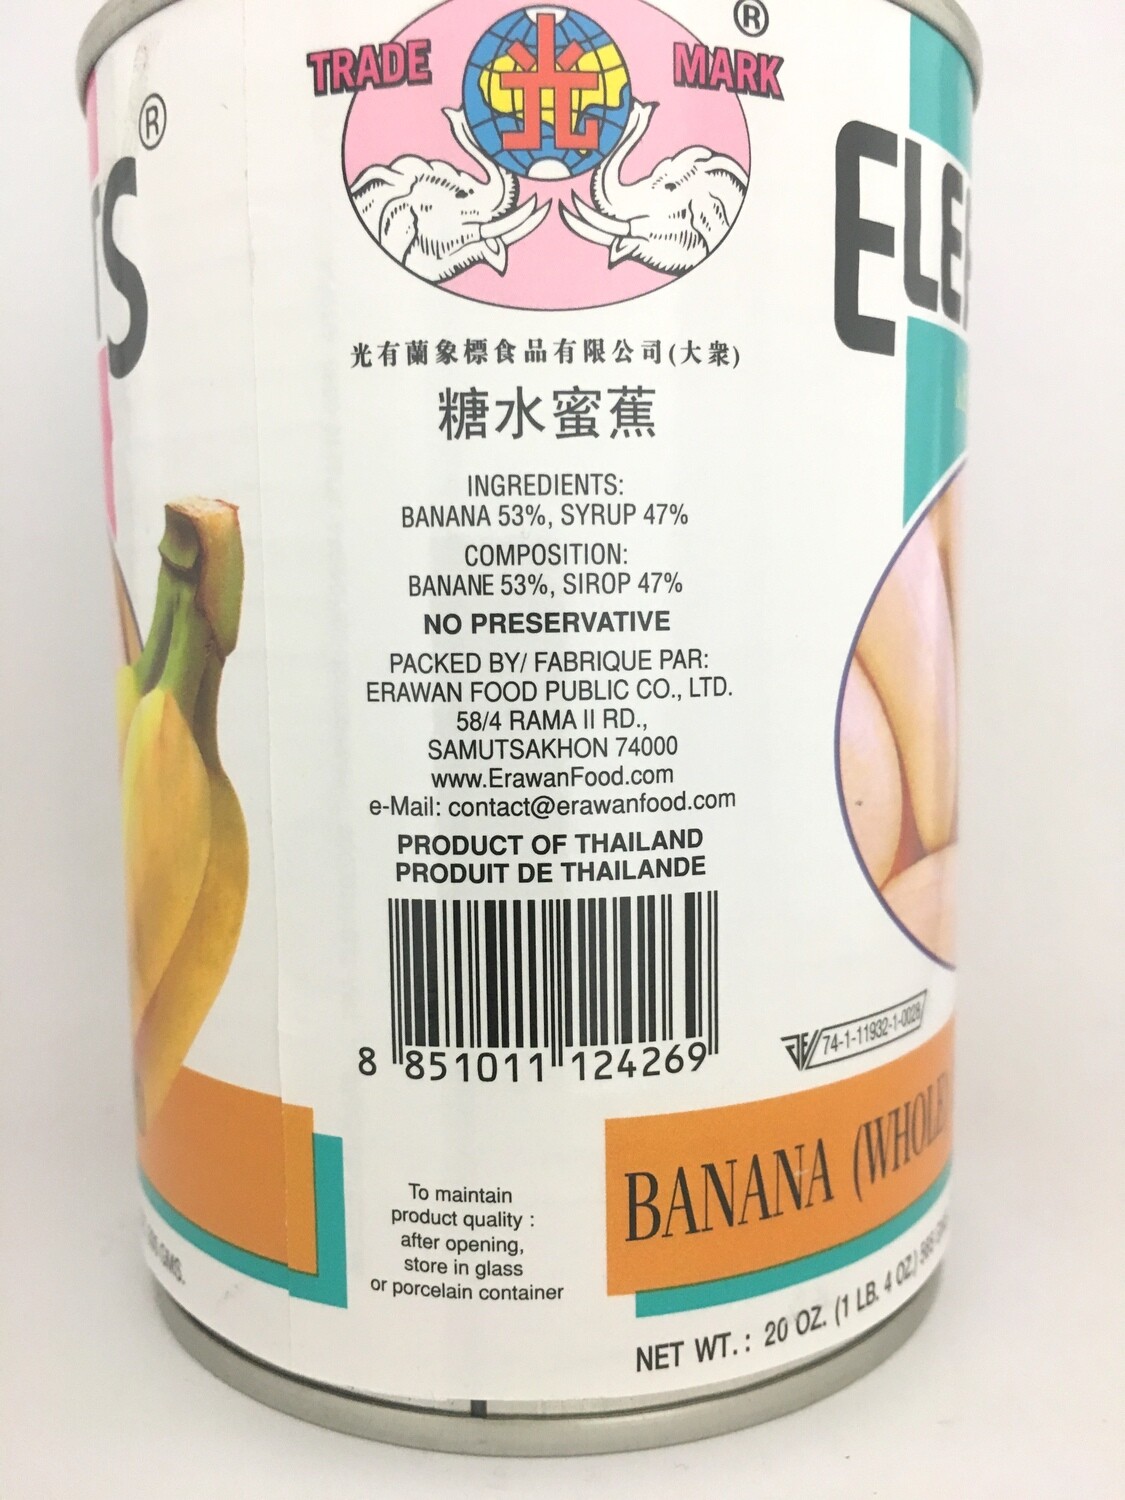 ®
TRADE MARK
光
®
TS
光有蘭象標食品有限公司(大衆)
糖水蜜蕉
INGREDIENTS:
BANANA 53%, SYRUP 47%
COMPOSITION:
BANANE 53%, SIROP 47%
NO PRESERVATIVE
PACKED BY/ FABRIQUE PAR:
ERAWAN FOOD PUBLIC CO., LTD.
58/4 RAMA II RD.,
SAMUTSAKHON 74000
www.ErawanFood.com
e-Mail: contact@erawanfood.com
PRODUCT OF THAILAND
PRODUIT DE THAILANDE
8 851011 124269
To maintain
product quality :
after opening,
store in glass
or porcelain container
GMS.
ELE
74-1-11932-1-0028
BANANA (WHOLE
NET WT.: 20 OZ. (1 LB. 4 OZ.)